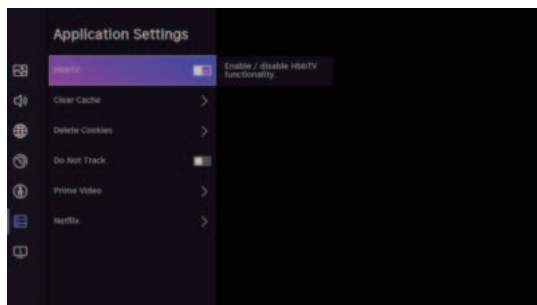 Application Settings
HbbTV
Enable / disable HbbTV
functionality.
Clear Cache
Delete Cookies
Do Not Track
Prime Video
Netflix